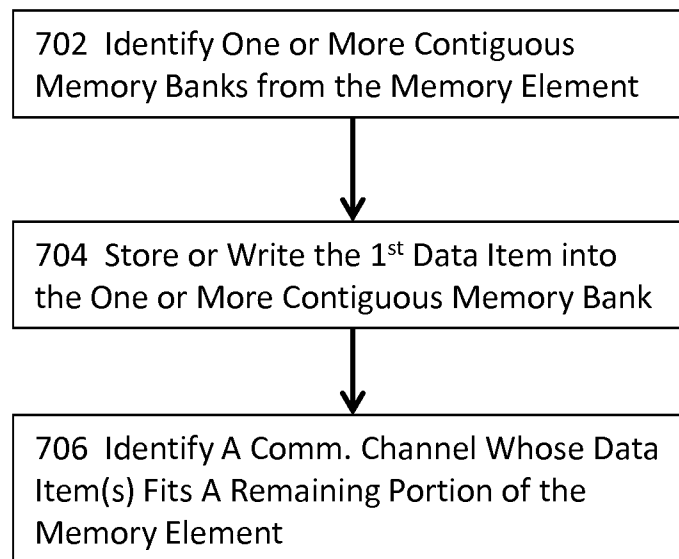 702 Identify One or More Contiguous
Memory Banks from the Memory Element
704 Store or Write the 1st Data Item into
the One or More Contiguous Memory Bank
706 Identify A Comm. Channel Whose Data
Item(s) Fits A Remaining Portion of the
Memory Element